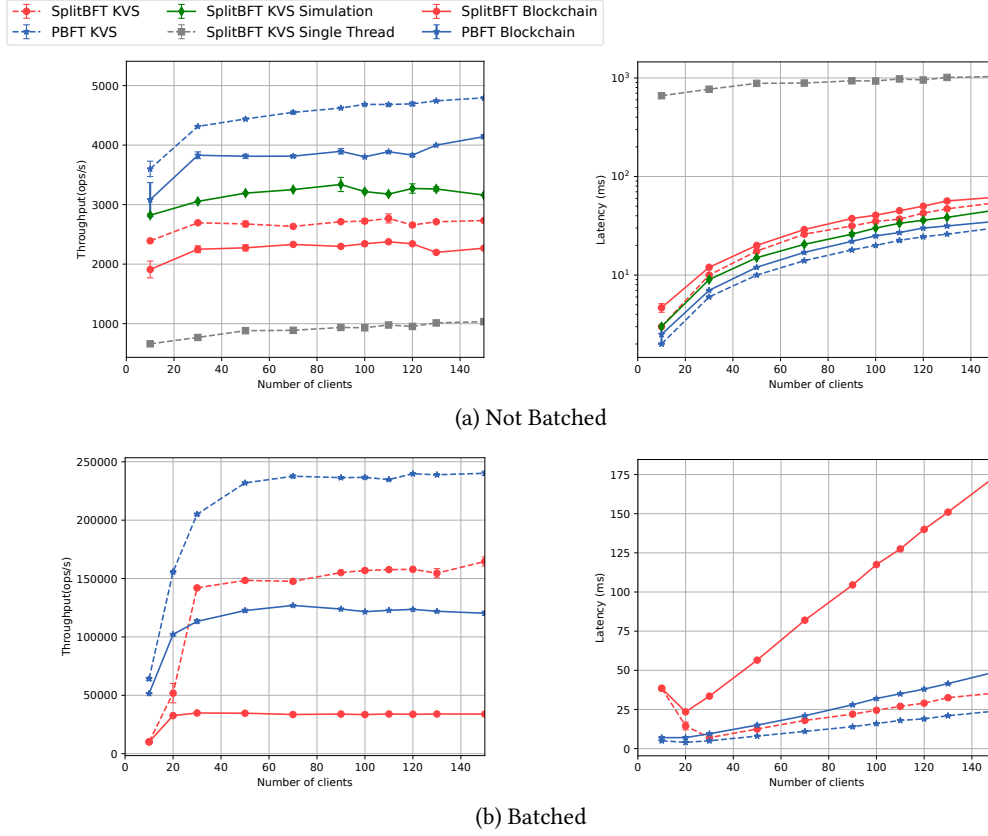 SplitBFT KVS
PBFT KVS
SplitBFT KVS Simulation
SplitBFT KVS Single Thread
SplitBFT Blockchain
PBFT Blockchain
Throughput(ops/s)
5000
4000
3000
2000
1000
0 20 40 60 80 100 120 140
Number of clients
Latency (ms)
10³
10²
10¹
0 20 40 60 80 100 120 140
Number of clients
(a) Not Batched
Throughput(ops/s)
250000
200000
150000
100000
50000
0
0 20 40 60 80 100 120 140
Number of clients
Latency (ms)
175
150
125
100
75
50
25
0
0 20 40 60 80 100 120 140
Number of clients
(b) Batched